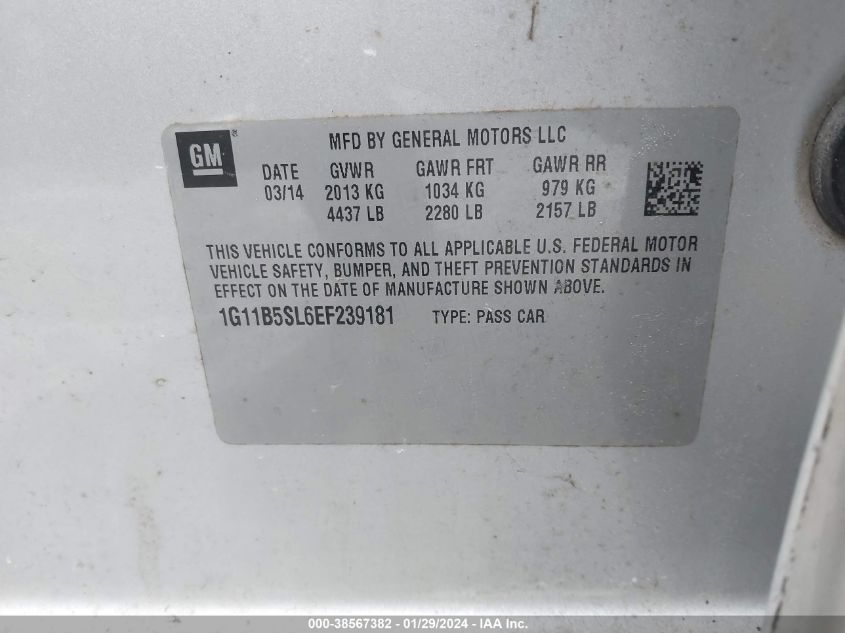 GM ®
MFD BY GENERAL MOTORS LLC
DATE GVWR GAWR FRT GAWR RR
03/14 2013 KG 1034 KG 979 KG
4437 LB 2280 LB 2157 LB
THIS VEHICLE CONFORMS TO ALL APPLICABLE U.S. FEDERAL MOTOR
VEHICLE SAFETY, BUMPER, AND THEFT PREVENTION STANDARDS IN
EFFECT ON THE DATE OF MANUFACTURE SHOWN ABOVE.
1G11B5SL6EF239181 TYPE: PASS CAR
000-38567382 - 01/29/2024 - IAA Inc.